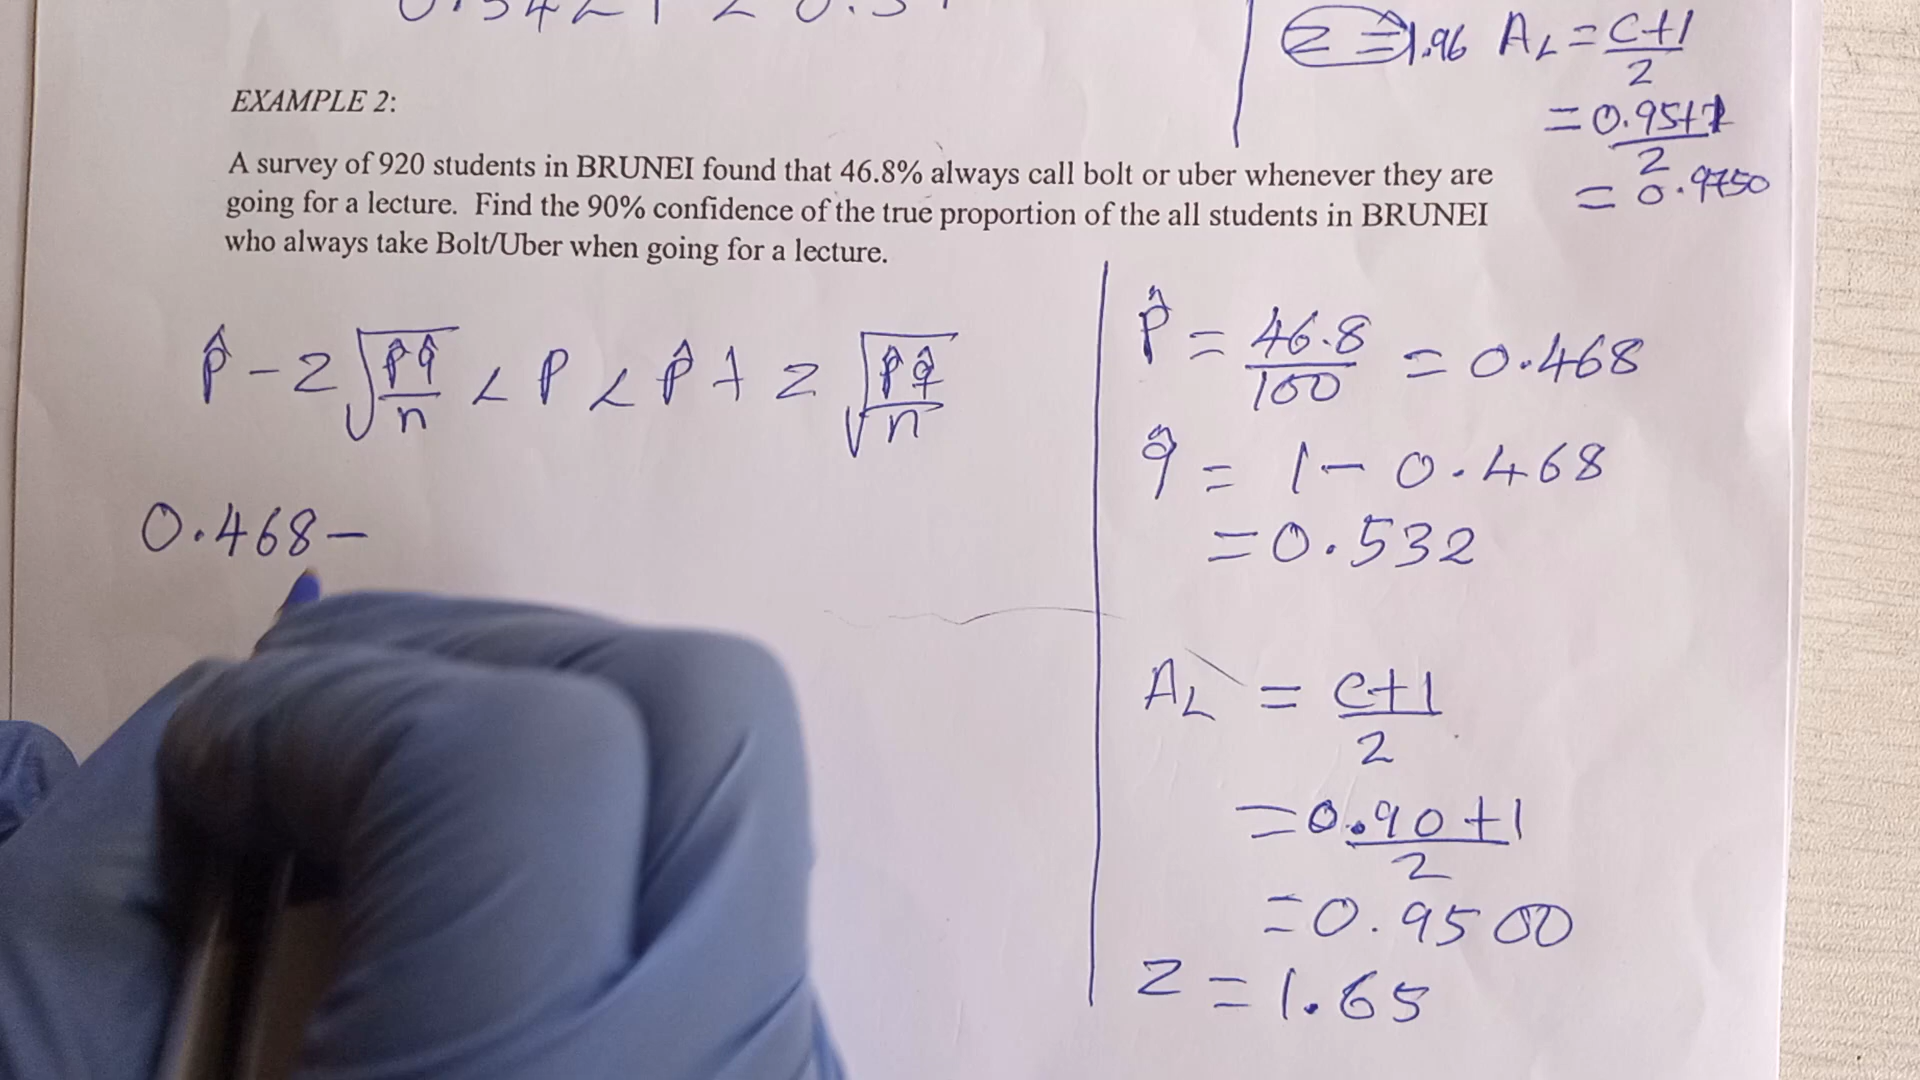 Z = 1.96 A_L = C+1/2
= 0.95+1/2
= 0.9750
EXAMPLE 2:
A survey of 920 students in BRUNEI found that 46.8% always call bolt or uber whenever they are
going for a lecture. Find the 90% confidence of the true proportion of the all students in BRUNEI
who always take Bolt/Uber when going for a lecture.
p̂ - z √(p̂q̂/n) < P < p̂ + z √(p̂q̂/n)
0.468 -
p̂ = 46.8/100 = 0.468
q̂ = 1 - 0.468
= 0.532
A_L = C+1/2
= 0.90+1/2
= 0.9500
Z = 1.65